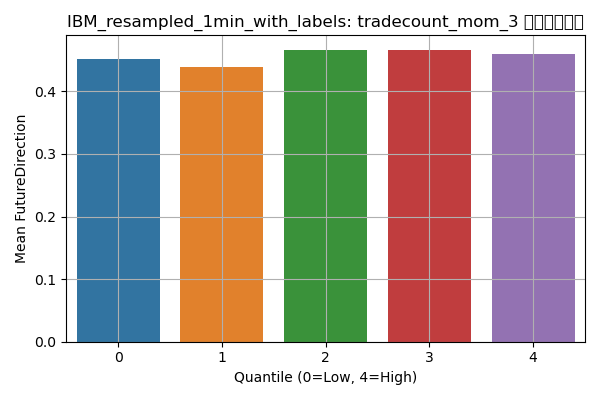 IBM_resampled_1min_with_labels: tradecount_mom_3
0.4
0.3
0.2
0.1
0.0
Mean FutureDirection
0 1 2 3 4
Quantile (0=Low, 4=High)